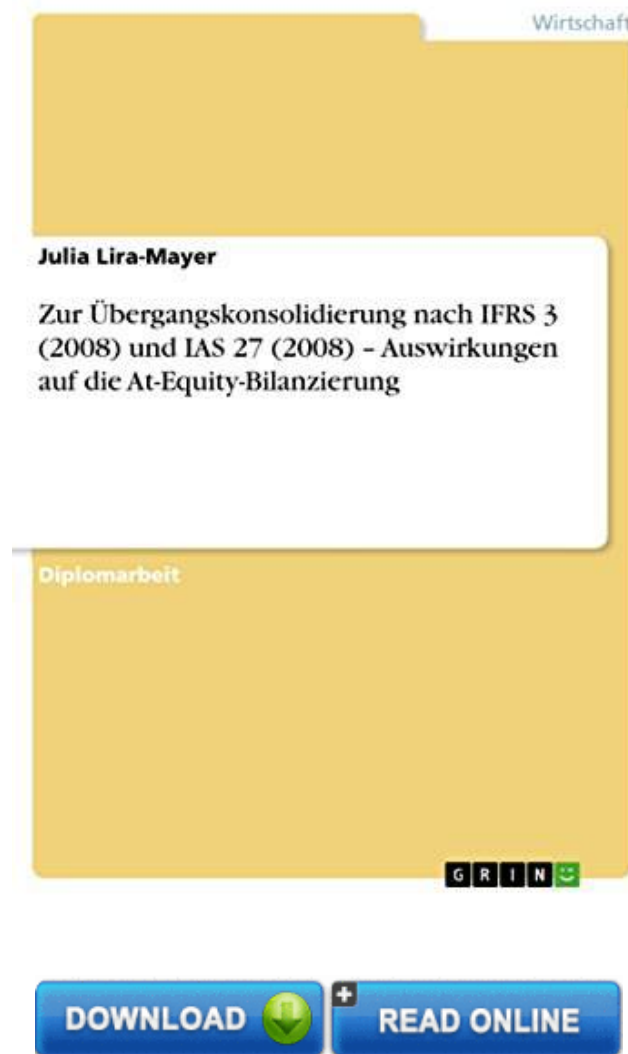 Wirtschaft
Julia Lira-Mayer
Zur Übergangskonsolidierung nach IFRS 3
(2008) und IAS 27 (2008) – Auswirkungen
auf die At-Equity-Bilanzierung
Diplomarbeit
GRIN
DOWNLOAD
READ ONLINE